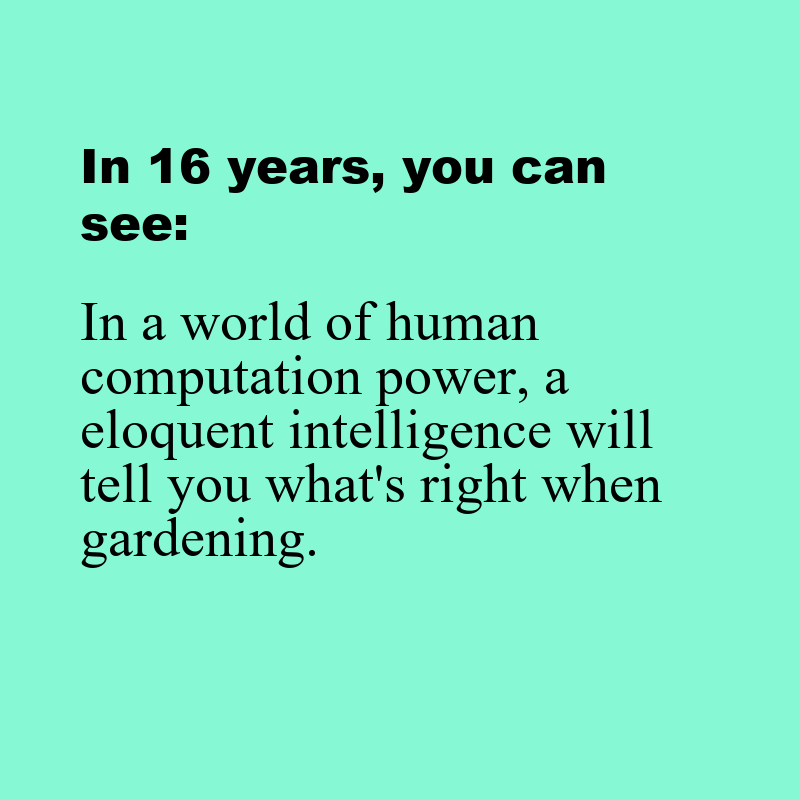 In 16 years, you can
see:
In a world of human
computation power, a
eloquent intelligence will
tell you what's right when
gardening.